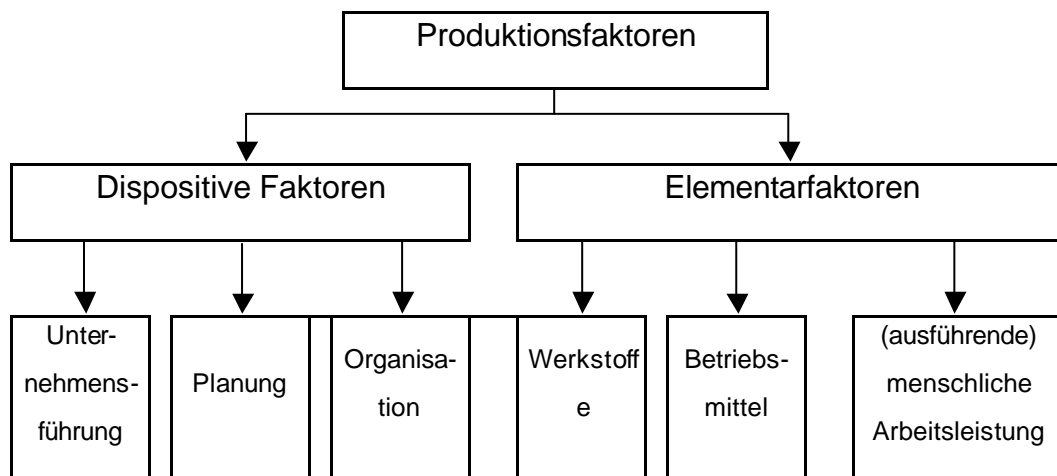 Produktionsfaktoren
Dispositive Faktoren
Elementarfaktoren
Unter-
nehmens-
führung
Planung
Organisa-
tion
Werkstoff
e
Betriebs-
mittel
(ausführende)
menschliche
Arbeitsleistung